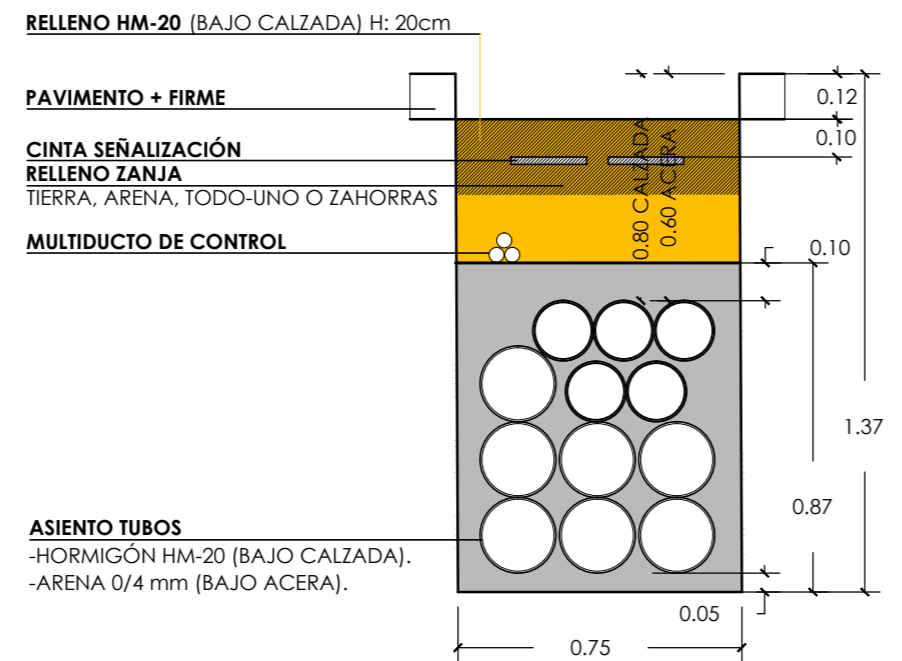 RELLENO HM-20 (BAJO CALZADA) H: 20cm
PAVIMENTO + FIRME
CINTA SEÑALIZACIÓN
RELLENO ZANJA
TIERRA, ARENA, TODO-UNO O ZAHORRAS
MULTIDUCTO DE CONTROL
ASIENTO TUBOS
-HORMIGÓN HM-20 (BAJO CALZADA).
-ARENA 0/4 mm (BAJO ACERA).
0.80 CALZADA
0.60 ACERA
0.12
0.10
0.10
1.37
0.87
0.05
0.75